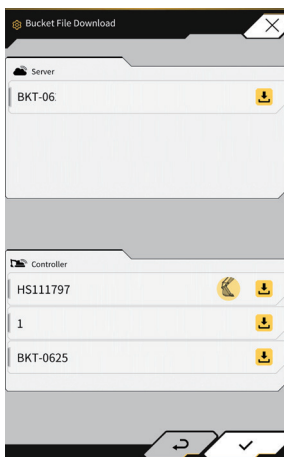 Bucket File Download
Server
BKT-06
Controller
HS111797
1
BKT-0625